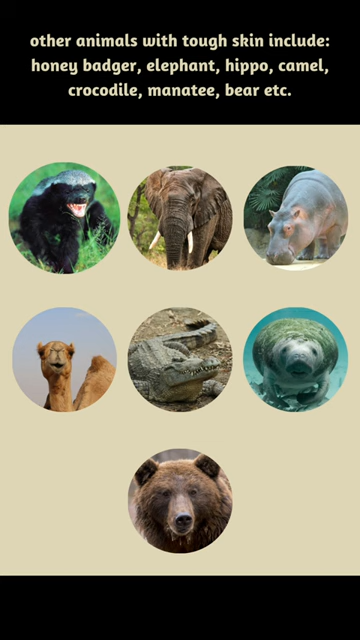 other animals with tough skin include:
honey badger, elephant, hippo, camel,
crocodile, manatee, bear etc.